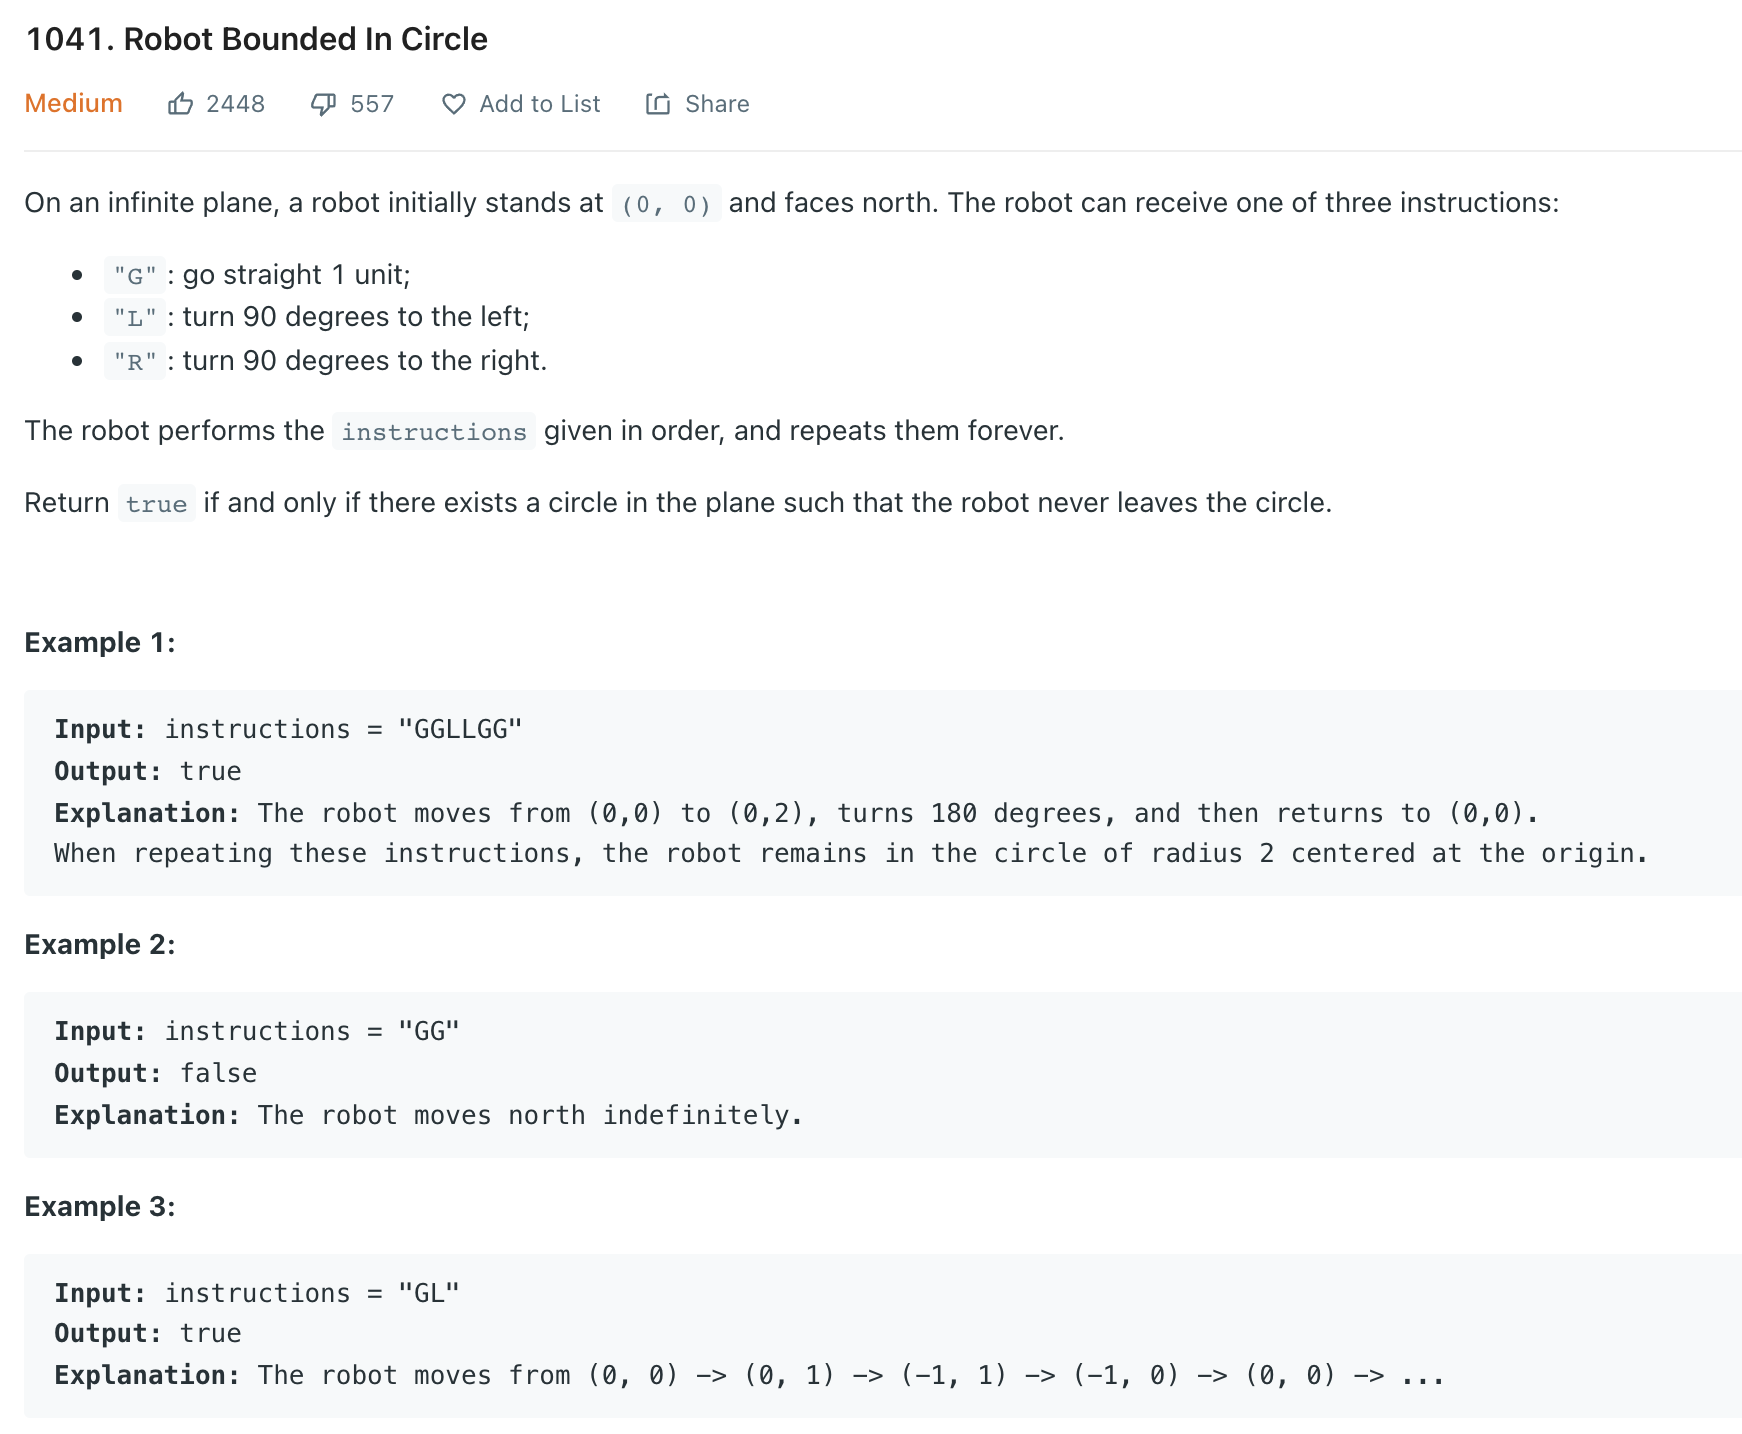 1041. Robot Bounded In Circle
Medium 2448 557 Add to List Share
On an infinite plane, a robot initially stands at (0, 0) and faces north. The robot can receive one of three instructions:
• "G": go straight 1 unit;
• "L": turn 90 degrees to the left;
• "R": turn 90 degrees to the right.
The robot performs the instructions given in order, and repeats them forever.
Return true if and only if there exists a circle in the plane such that the robot never leaves the circle.
Example 1:
Input: instructions = "GGLLGG"
Output: true
Explanation: The robot moves from (0,0) to (0,2), turns 180 degrees, and then returns to (0,0).
When repeating these instructions, the robot remains in the circle of radius 2 centered at the origin.
Example 2:
Input: instructions = "GG"
Output: false
Explanation: The robot moves north indefinitely.
Example 3:
Input: instructions = "GL"
Output: true
Explanation: The robot moves from (0, 0) -> (0, 1) -> (-1, 1) -> (-1, 0) -> (0, 0) -> ...